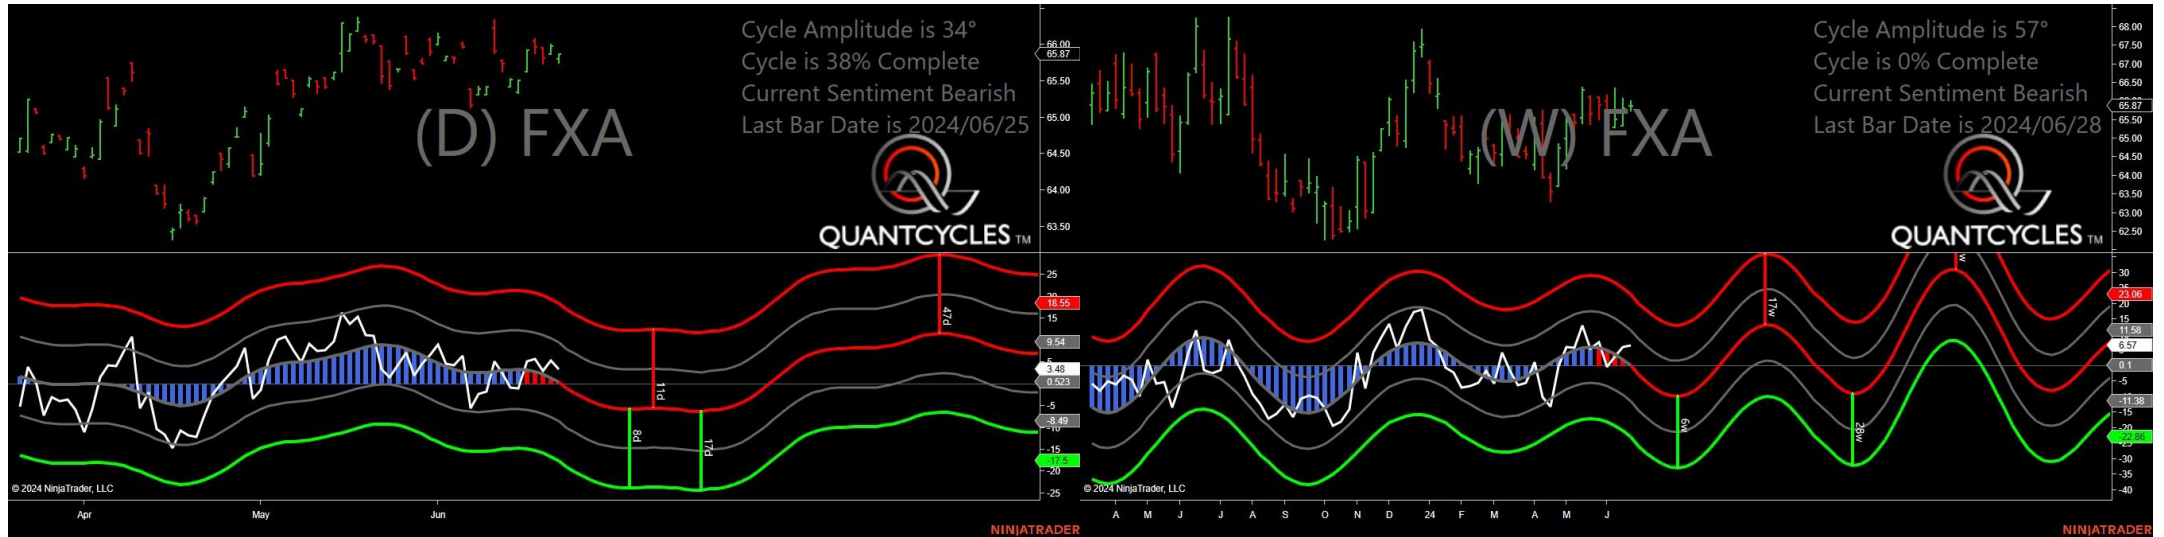 Cycle Amplitude is 34°
Cycle is 38% Complete
Current Sentiment Bearish
Last Bar Date is 2024/06/25
(D) FXA
QUANTCYCLES TM
66.00
65.87
65.50
65.00
64.50
64.00
63.50
25
18.55
15
9.54
3.48
0.523
-5
-8.49
-10
-15
-17.5
-20
-25
11d
47d
8d
17d
© 2024 NinjaTrader, LLC
Apr May Jun
NINJATRADER
Cycle Amplitude is 57°
Cycle is 0% Complete
Current Sentiment Bearish
Last Bar Date is 2024/06/28
(W) FXA
QUANTCYCLES TM
68.00
67.50
67.00
66.50
65.87
65.50
65.00
64.50
64.00
63.50
63.00
62.50
30
23.06
20
15
11.58
6.57
0.1
-5
-11.38
-15
-22.86
-30
-35
-40
17w
w
6w
28w
© 2024 NinjaTrader, LLC
A M J J A S O N D 24 F M A M J
NINJATRADER